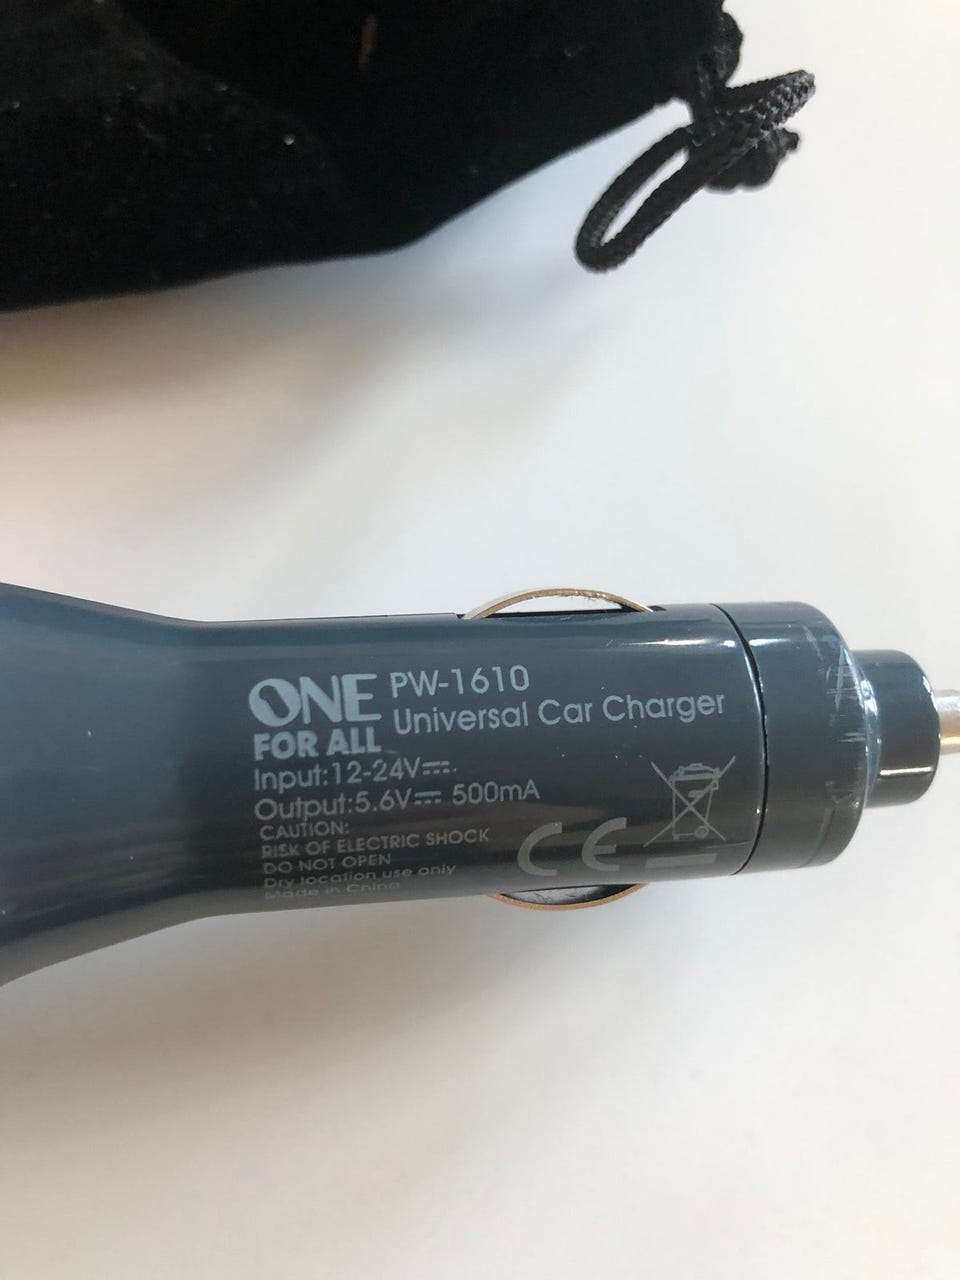 ONE
FOR ALL
PW-1610
Universal Car Charger
Input:12-24V⎓
Output:5.6V⎓ 500mA
CAUTION:
RISK OF ELECTRIC SHOCK
DO NOT OPEN
Dry location use only
Made in China
CE